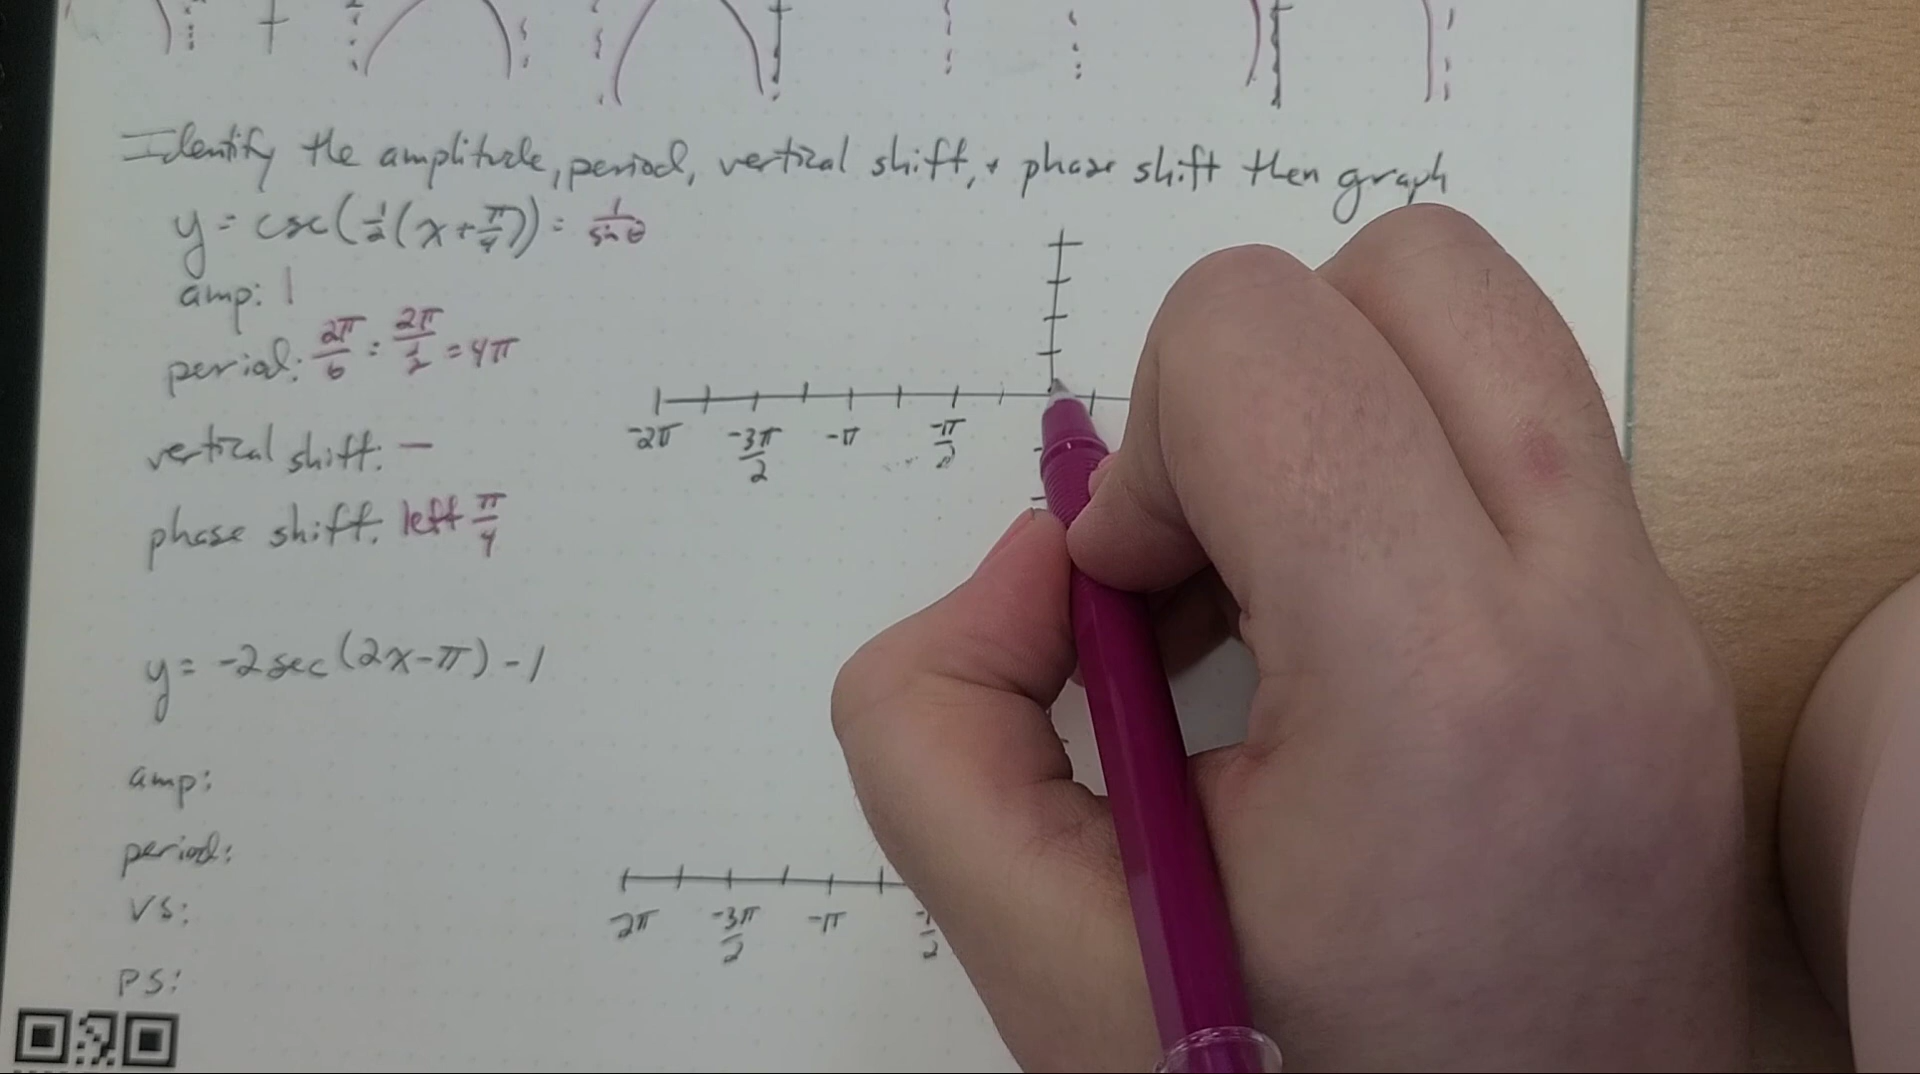 Identify the amplitude, period, vertical shift, + phase shift then graph
y = csc(1/2(x+π/4)) = 1/sin θ
amp: 1
period: 2π/b = 2π/(1/2) = 4π
vertical shift: —
phase shift: left π/4
-2π -3π/2 -π -π/2
y = -2sec(2x-π) - 1
amp:
period:
VS:
PS:
2π -3π/2 -π